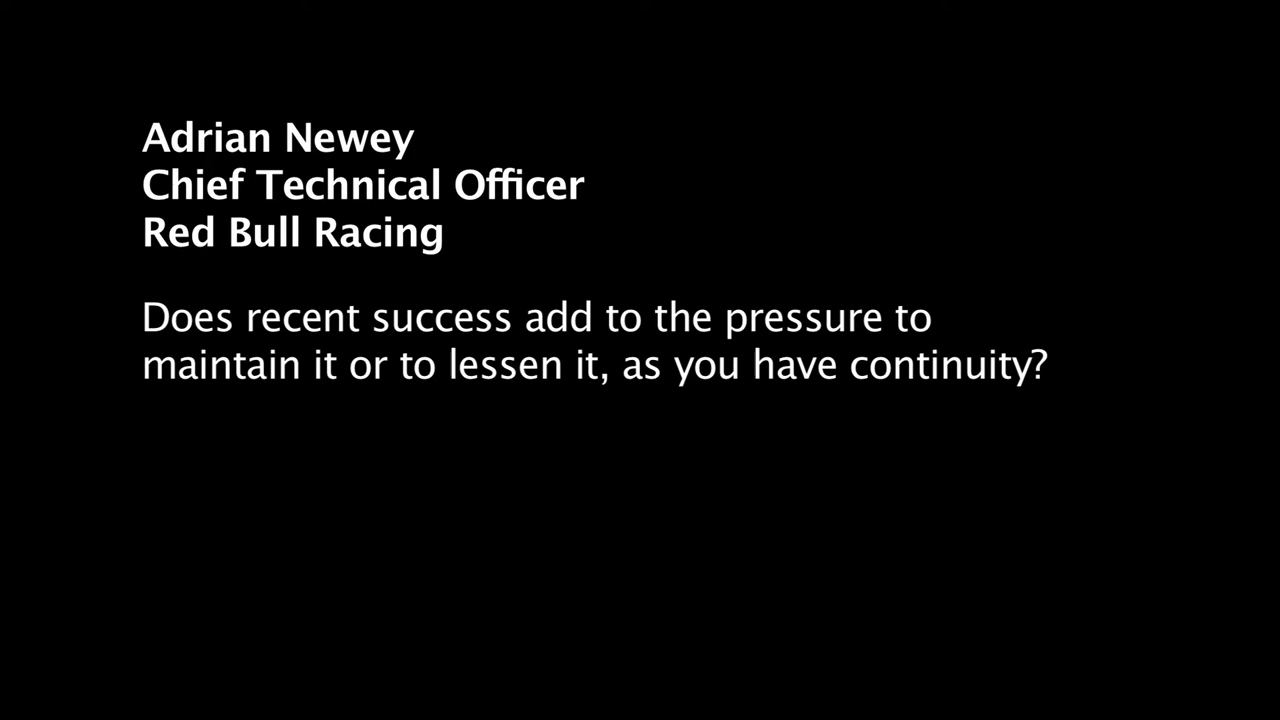 Adrian Newey
Chief Technical Officer
Red Bull Racing
Does recent success add to the pressure to
maintain it or to lessen it, as you have continuity?